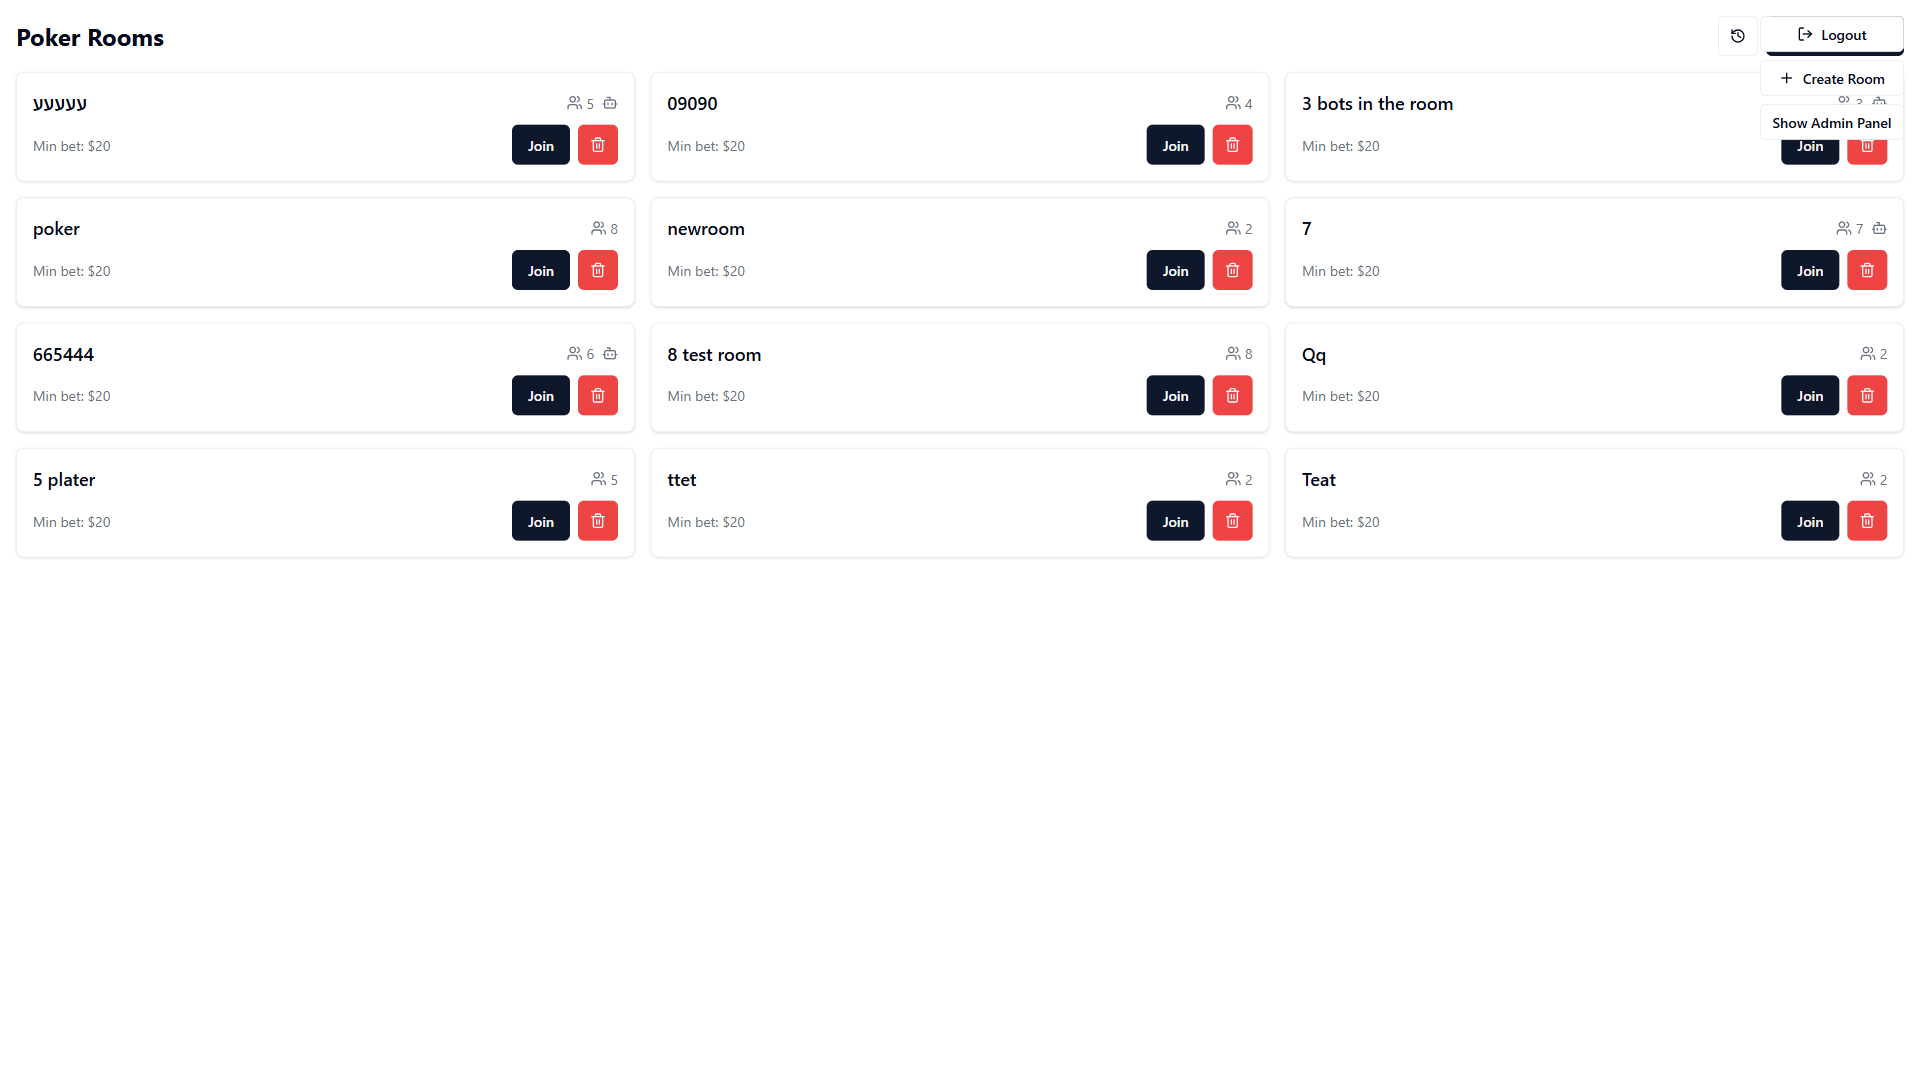 Poker Rooms
Logout
Create Room
Show Admin Panel
עעעעע
5
Min bet: $20
Join
09090
4
Min bet: $20
Join
3 bots in the room
3
Min bet: $20
Join
poker
8
Min bet: $20
Join
newroom
2
Min bet: $20
Join
7
7
Min bet: $20
Join
665444
6
Min bet: $20
Join
8 test room
8
Min bet: $20
Join
Qq
2
Min bet: $20
Join
5 plater
5
Min bet: $20
Join
ttet
2
Min bet: $20
Join
Teat
2
Min bet: $20
Join